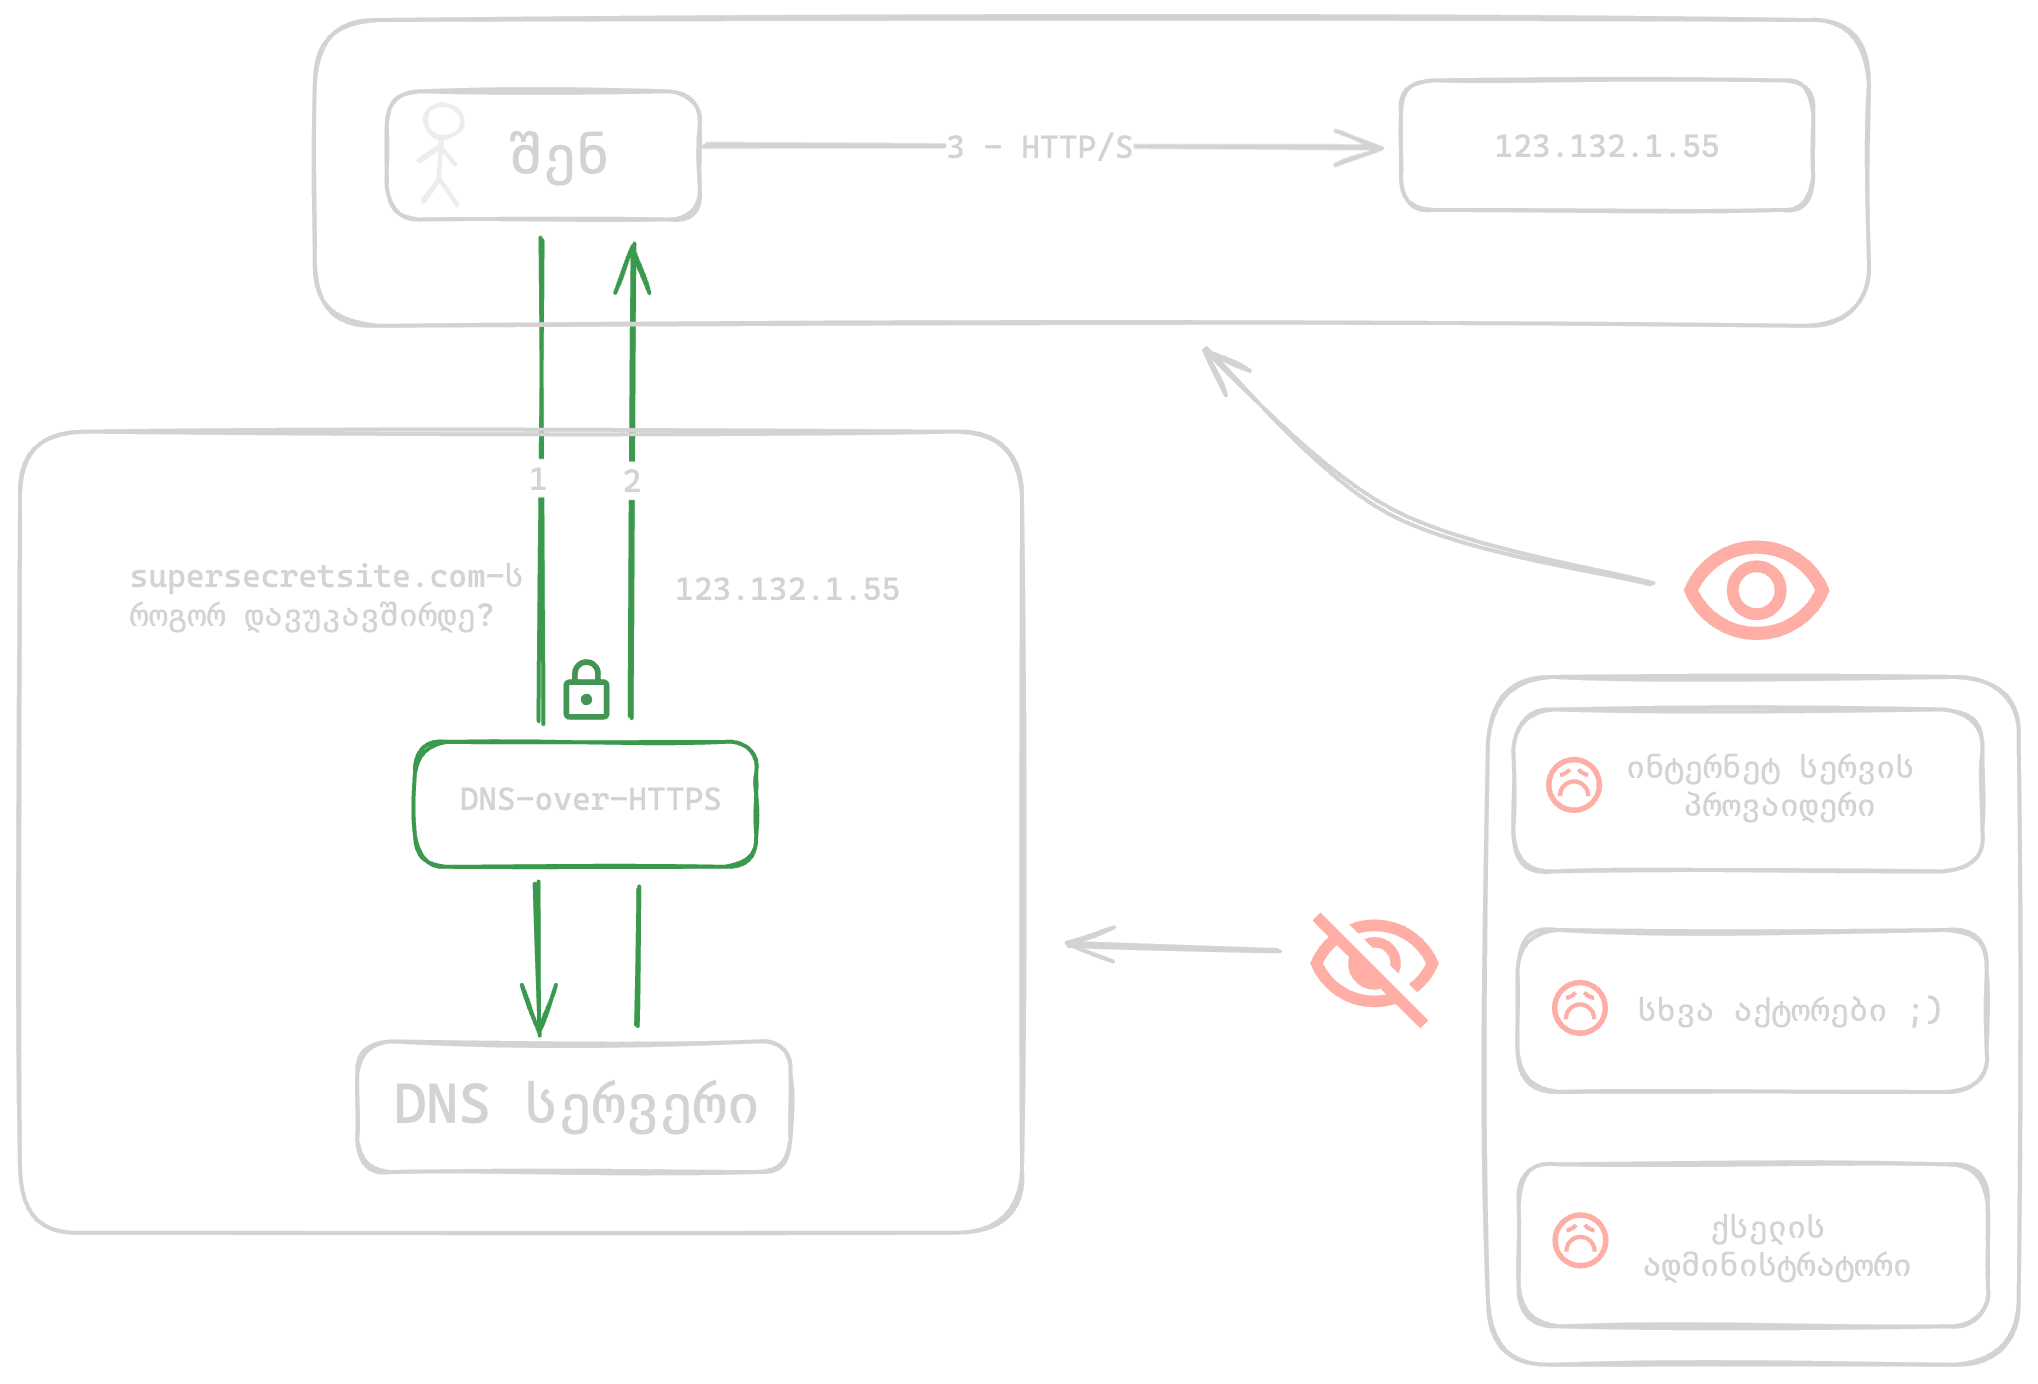 შენ
3 - HTTP/S
123.132.1.55
1
2
supersecretsite.com-ს
როგორ დავუკავშირდე?
123.132.1.55
DNS-over-HTTPS
DNS სერვერი
ინტერნეტ სერვის
პროვაიდერი
სხვა აქტორები ;)
ქსელის
ადმინისტრატორი